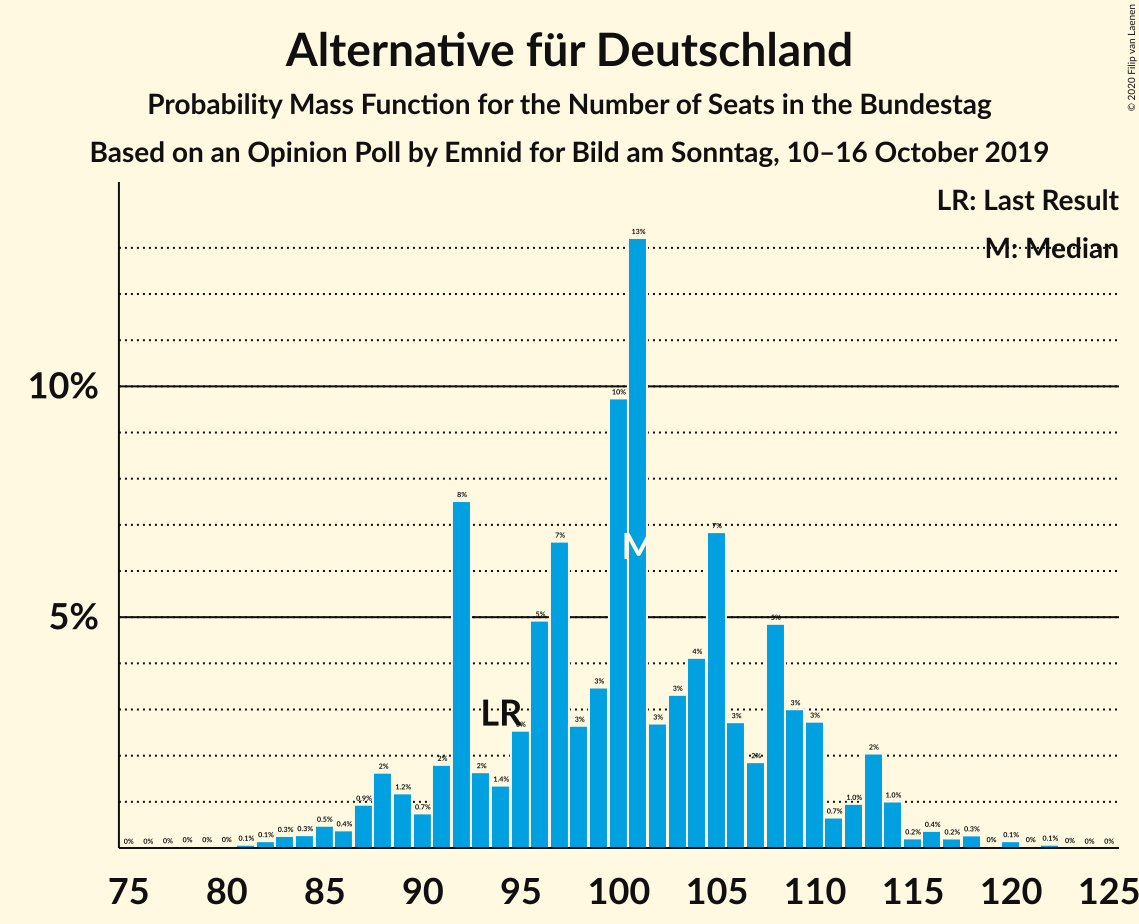 © 2020 Filip van Laenen
Alternative für Deutschland
Probability Mass Function for the Number of Seats in the Bundestag
Based on an Opinion Poll by Emnid for Bild am Sonntag, 10–16 October 2019
LR: Last Result
M: Median
10%
5%
0% 0% 0% 0% 0% 0% 0.1% 0.1% 0.3% 0.3% 0.5% 0.4% 0.9% 2% 1.2% 0.7% 2% 8% 2% 1.4% 5% 7% 3% 3% 10% 13% 3% 3% 4% 7% 3% 2% 5% 3% 3% 0.7% 1.0% 2% 1.0% 0.2% 0.4% 0.2% 0.3% 0% 0.1% 0% 0.1% 0% 0% 0%
LR
M
75 80 85 90 95 100 105 110 115 120 125